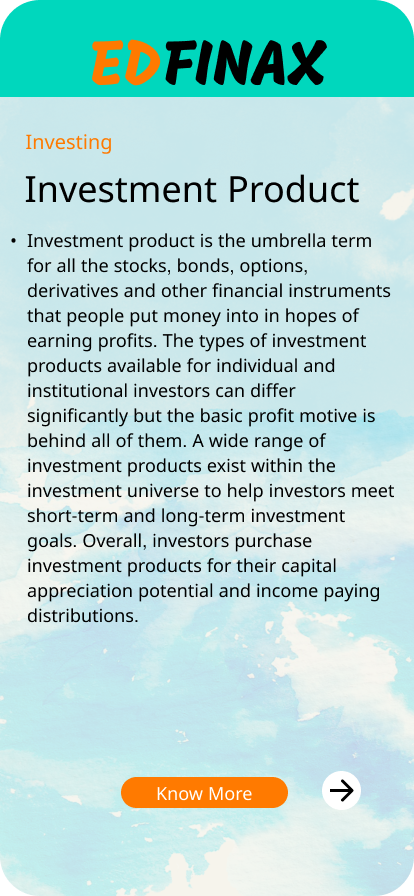 EDFINAX
Investing
Investment Product
• Investment product is the umbrella term
for all the stocks, bonds, options,
derivatives and other financial instruments
that people put money into in hopes of
earning profits. The types of investment
products available for individual and
institutional investors can differ
significantly but the basic profit motive is
behind all of them. A wide range of
investment products exist within the
investment universe to help investors meet
short-term and long-term investment
goals. Overall, investors purchase
investment products for their capital
appreciation potential and income paying
distributions.
Know More